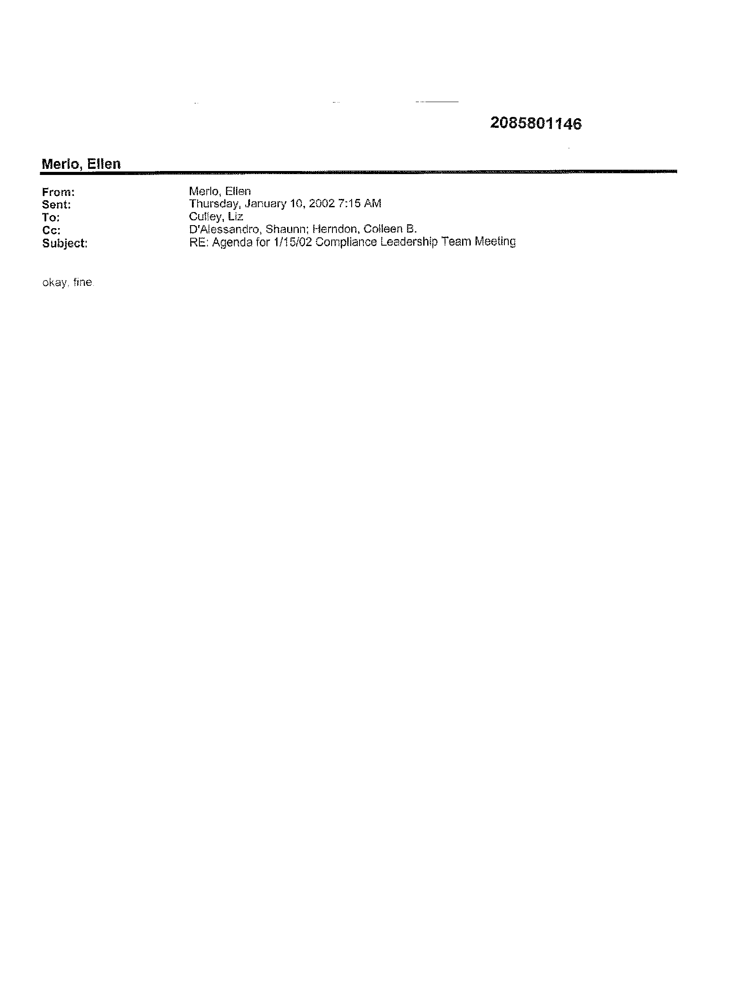 2085801146
Merlo, Ellen
From: Merlo, Ellen
Sent: Thursday, January 10, 2002 7:15 AM
To: Culley, Liz
Cc: D'Alessandro, Shaunn; Herndon, Colleen B.
Subject: RE: Agenda for 1/15/02 Compliance Leadership Team Meeting
okay, fine.